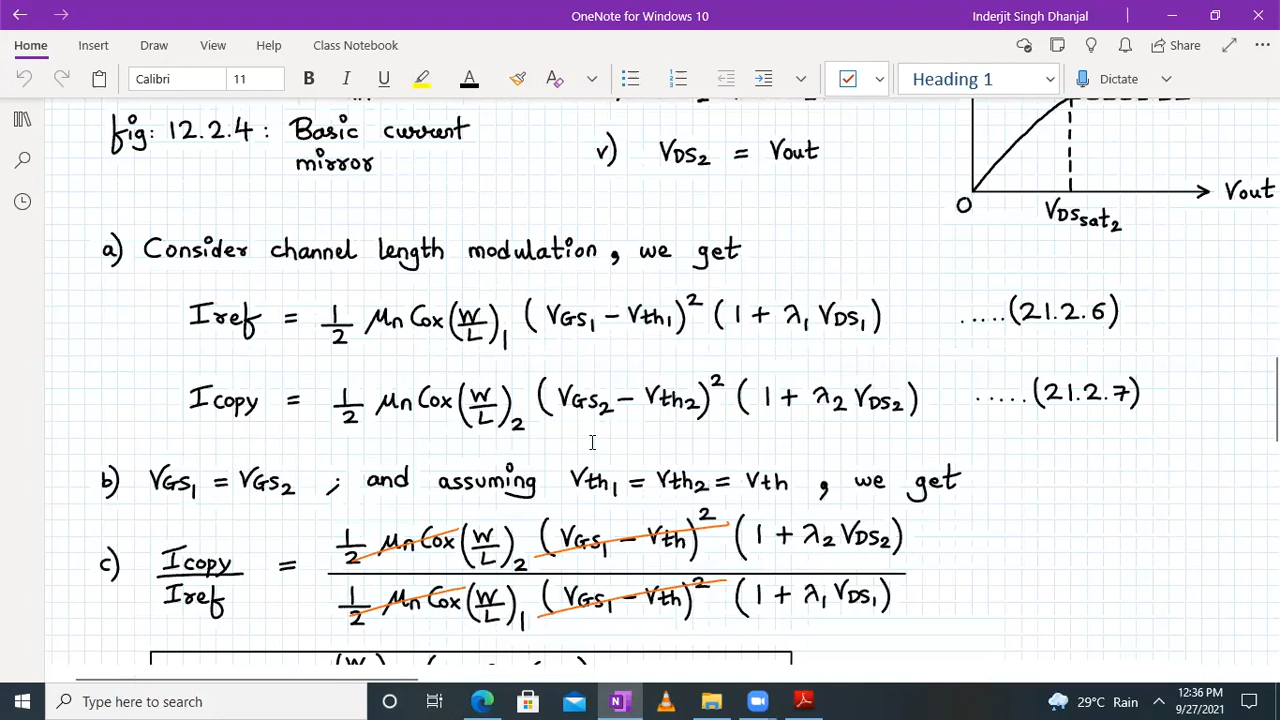 OneNote for Windows 10
Inderjit Singh Dhanjal
Home Insert Draw View Help Class Notebook Share
Calibri 11 B I U A Heading 1 Dictate
fig: 12.2.4 : Basic current
mirror
v) VDS2 = Vout
Vout
O
VDSsat2
a) Consider channel length modulation, we get
Iref = 1/2 μn Cox (W/L)1 (VGS1 - Vth1)^2 (1 + λ1 VDS1) .....(21.2.6)
Icopy = 1/2 μn Cox (W/L)2 (VGS2 - Vth2)^2 (1 + λ2 VDS2) .....(21.2.7)
b) VGS1 = VGS2 ; and assuming Vth1 = Vth2 = Vth, we get
c) Icopy/Iref = 1/2 μn Cox (W/L)2 (VGS1 - Vth)^2 (1 + λ2 VDS2)
1/2 μn Cox (W/L)1 (VGS1 - Vth)^2 (1 + λ1 VDS1)
Type here to search
29°C Rain
12:36 PM
9/27/2021